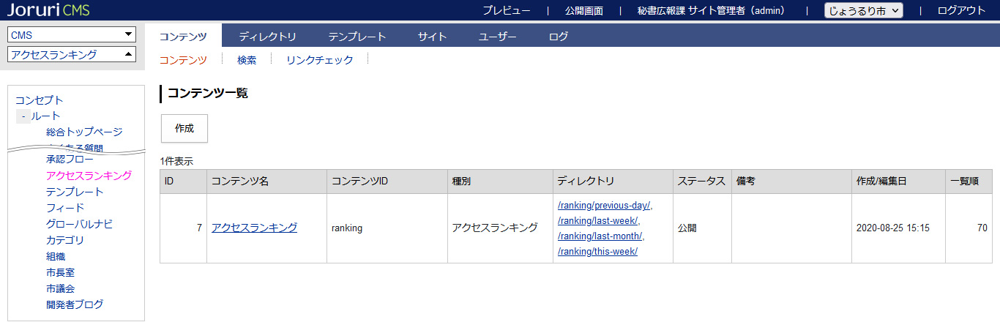 Joruri CMS
プレビュー | 公開画面 | 秘書広報課 サイト管理者（admin） | じょうるり市 | ログアウト
CMS
アクセスランキング
コンテンツ ディレクトリ テンプレート サイト ユーザー ログ
コンテンツ 検索 リンクチェック
コンセプト
- ルート
総合トップページ
よくある質問
承認フロー
アクセスランキング
テンプレート
フィード
グローバルナビ
カテゴリ
組織
市長室
市議会
開発者ブログ
コンテンツ一覧
作成
1件表示
ID コンテンツ名 コンテンツID 種別 ディレクトリ ステータス 備考 作成/編集日 一覧順
7 アクセスランキング ranking アクセスランキング /ranking/previous-day/, /ranking/last-week/, /ranking/last-month/, /ranking/this-week/ 公開 2020-08-25 15:15 70